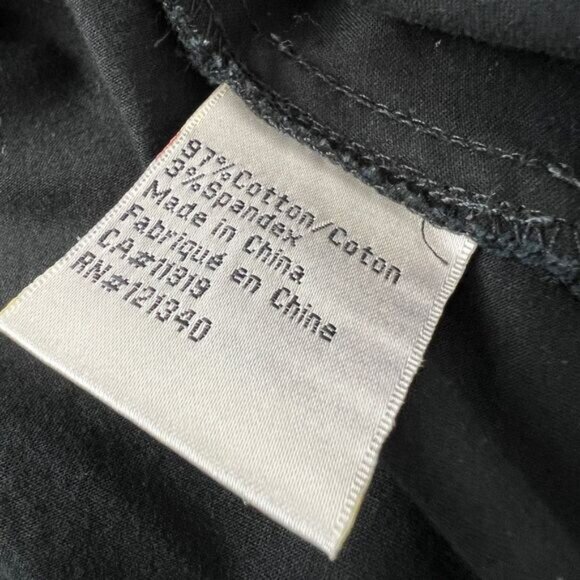 97%Cotton/Coton
3%Spandex
Made in China
Fabriqué en Chine
CA#11319
RN#121340